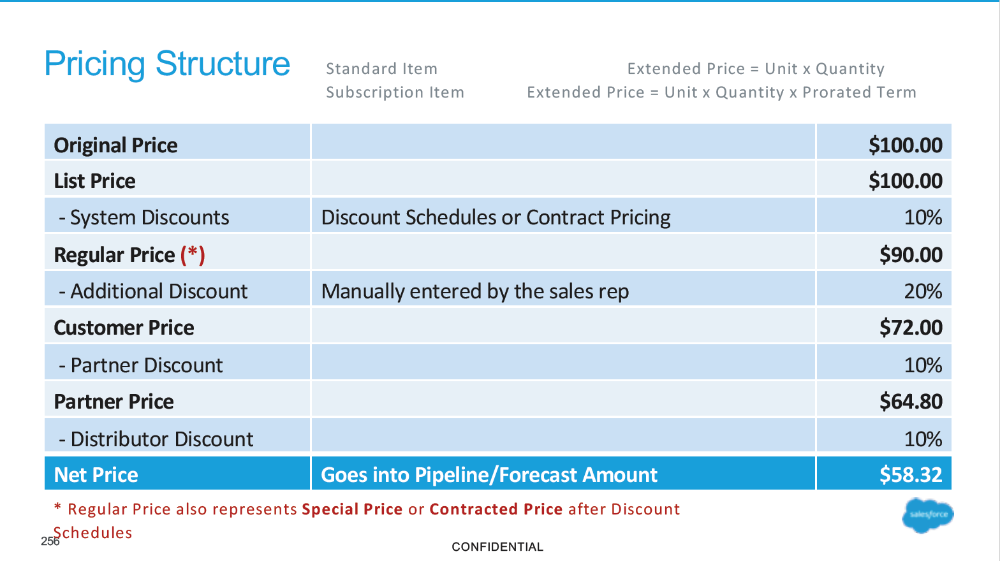 Pricing Structure
Standard Item Extended Price = Unit x Quantity
Subscription Item Extended Price = Unit x Quantity x Prorated Term
Original Price $100.00
List Price $100.00
- System Discounts Discount Schedules or Contract Pricing 10%
Regular Price (*) $90.00
- Additional Discount Manually entered by the sales rep 20%
Customer Price $72.00
- Partner Discount 10%
Partner Price $64.80
- Distributor Discount 10%
Net Price Goes into Pipeline/Forecast Amount $58.32
* Regular Price also represents Special Price or Contracted Price after Discount
Schedules
salesforce
256
CONFIDENTIAL